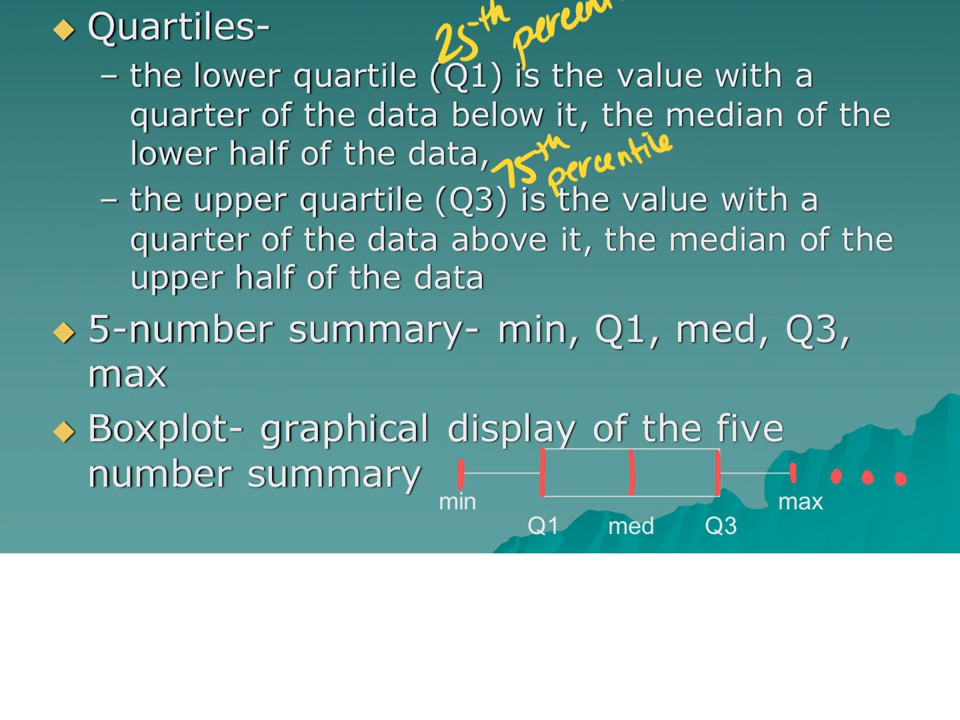 Quartiles-
25-th percenti
– the lower quartile (Q1) is the value with a
quarter of the data below it, the median of the
lower half of the data,
75th percentile
– the upper quartile (Q3) is the value with a
quarter of the data above it, the median of the
upper half of the data
5-number summary- min, Q1, med, Q3,
max
Boxplot- graphical display of the five
number summary
min
max
Q1
med
Q3